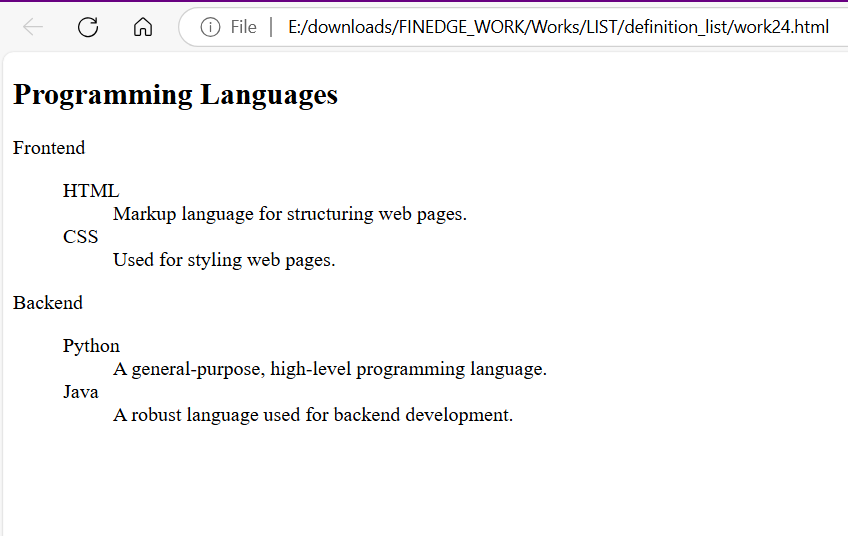 File | E:/downloads/FINEDGE_WORK/Works/LIST/definition_list/work24.html
Programming Languages
Frontend
HTML
Markup language for structuring web pages.
CSS
Used for styling web pages.
Backend
Python
A general-purpose, high-level programming language.
Java
A robust language used for backend development.